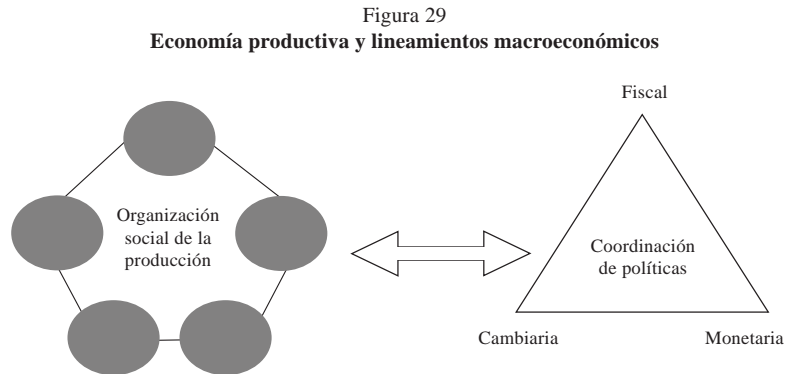 Figura 29
Economía productiva y lineamientos macroeconómicos
Fiscal
Organización
social de la
producción
Coordinación
de políticas
Cambiaria
Monetaria